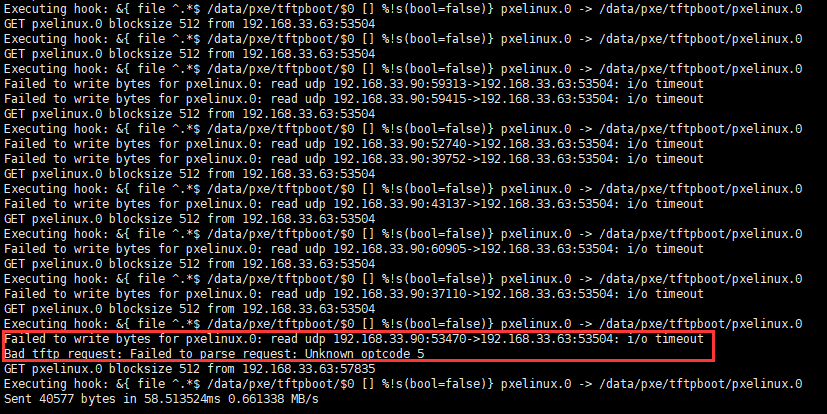 Executing hook: &{ file ^.*$ /data/pxe/tftpboot/$0 [] %!s(bool=false)} pxelinux.0 -> /data/pxe/tftpboot/pxelinux.0
GET pxelinux.0 blocksize 512 from 192.168.33.63:53504
Executing hook: &{ file ^.*$ /data/pxe/tftpboot/$0 [] %!s(bool=false)} pxelinux.0 -> /data/pxe/tftpboot/pxelinux.0
GET pxelinux.0 blocksize 512 from 192.168.33.63:53504
Executing hook: &{ file ^.*$ /data/pxe/tftpboot/$0 [] %!s(bool=false)} pxelinux.0 -> /data/pxe/tftpboot/pxelinux.0
Failed to write bytes for pxelinux.0: read udp 192.168.33.90:59313->192.168.33.63:53504: i/o timeout
Failed to write bytes for pxelinux.0: read udp 192.168.33.90:59415->192.168.33.63:53504: i/o timeout
GET pxelinux.0 blocksize 512 from 192.168.33.63:53504
Executing hook: &{ file ^.*$ /data/pxe/tftpboot/$0 [] %!s(bool=false)} pxelinux.0 -> /data/pxe/tftpboot/pxelinux.0
Failed to write bytes for pxelinux.0: read udp 192.168.33.90:52740->192.168.33.63:53504: i/o timeout
Failed to write bytes for pxelinux.0: read udp 192.168.33.90:39752->192.168.33.63:53504: i/o timeout
GET pxelinux.0 blocksize 512 from 192.168.33.63:53504
Executing hook: &{ file ^.*$ /data/pxe/tftpboot/$0 [] %!s(bool=false)} pxelinux.0 -> /data/pxe/tftpboot/pxelinux.0
Failed to write bytes for pxelinux.0: read udp 192.168.33.90:43137->192.168.33.63:53504: i/o timeout
GET pxelinux.0 blocksize 512 from 192.168.33.63:53504
Executing hook: &{ file ^.*$ /data/pxe/tftpboot/$0 [] %!s(bool=false)} pxelinux.0 -> /data/pxe/tftpboot/pxelinux.0
Failed to write bytes for pxelinux.0: read udp 192.168.33.90:60905->192.168.33.63:53504: i/o timeout
GET pxelinux.0 blocksize 512 from 192.168.33.63:53504
Executing hook: &{ file ^.*$ /data/pxe/tftpboot/$0 [] %!s(bool=false)} pxelinux.0 -> /data/pxe/tftpboot/pxelinux.0
Failed to write bytes for pxelinux.0: read udp 192.168.33.90:37110->192.168.33.63:53504: i/o timeout
GET pxelinux.0 blocksize 512 from 192.168.33.63:53504
Executing hook: &{ file ^.*$ /data/pxe/tftpboot/$0 [] %!s(bool=false)} pxelinux.0 -> /data/pxe/tftpboot/pxelinux.0
Failed to write bytes for pxelinux.0: read udp 192.168.33.90:53470->192.168.33.63:53504: i/o timeout
Bad tftp request: Failed to parse request: Unknown optcode 5
GET pxelinux.0 blocksize 512 from 192.168.33.63:57835
Executing hook: &{ file ^.*$ /data/pxe/tftpboot/$0 [] %!s(bool=false)} pxelinux.0 -> /data/pxe/tftpboot/pxelinux.0
Sent 40577 bytes in 58.513524ms 0.661338 MB/s